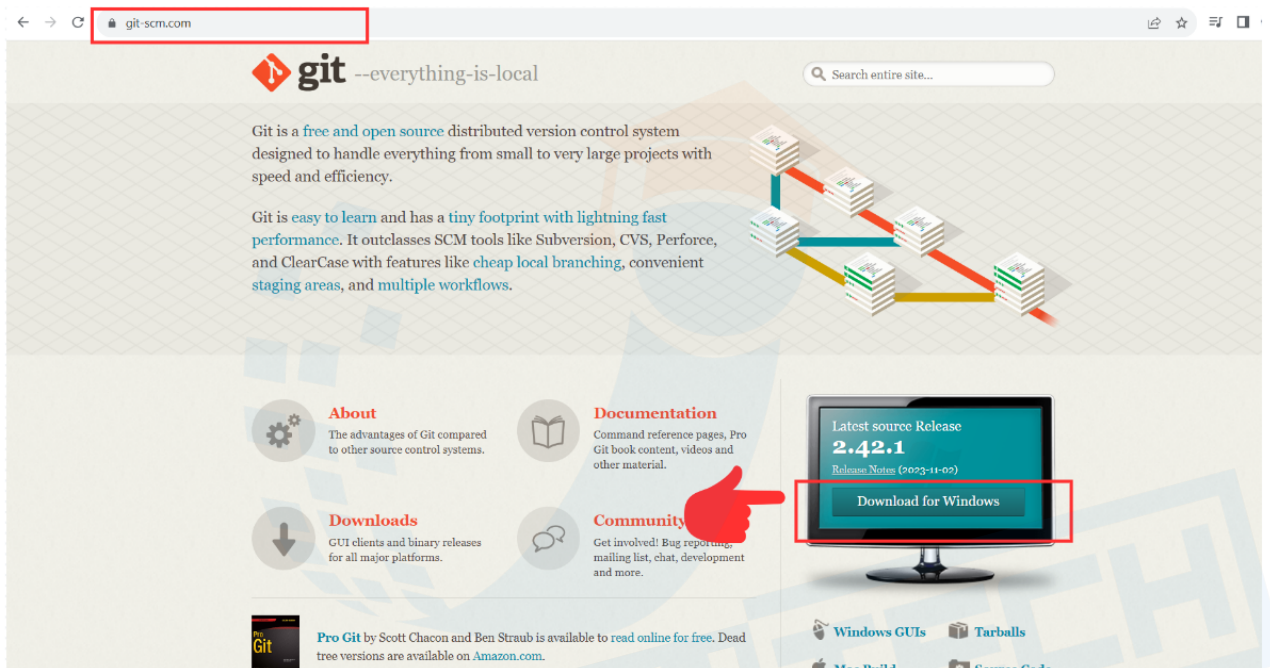 git-scm.com
git --everything-is-local
Search entire site...
Git is a free and open source distributed version control system
designed to handle everything from small to very large projects with
speed and efficiency.
Git is easy to learn and has a tiny footprint with lightning fast
performance. It outclasses SCM tools like Subversion, CVS, Perforce,
and ClearCase with features like cheap local branching, convenient
staging areas, and multiple workflows.
About
The advantages of Git compared
to other source control systems.
Documentation
Command reference pages, Pro
Git book content, videos and
other material.
Downloads
GUI clients and binary releases
for all major platforms.
Community
Get involved! Bug reporting,
mailing list, chat, development
and more.
Latest source Release
2.42.1
Release Notes (2023-11-02)
Download for Windows
Pro
Git
Pro Git by Scott Chacon and Ben Straub is available to read online for free. Dead
tree versions are available on Amazon.com.
Windows GUIs
Tarballs
Mac Build
Source Code